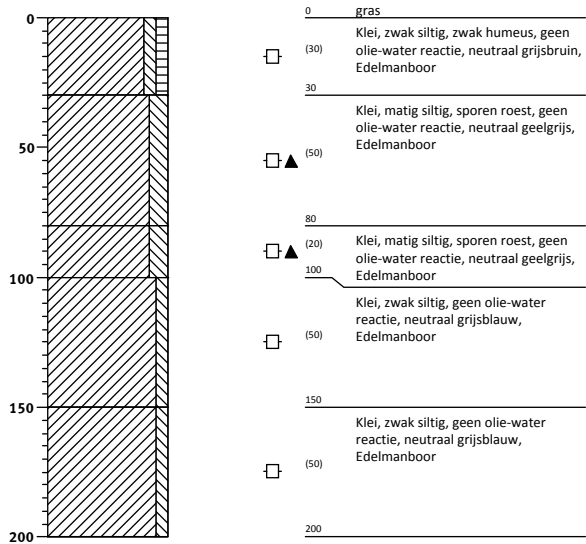 0
gras
(30)
Klei, zwak siltig, zwak humeus, geen
olie-water reactie, neutraal grijsbruin,
Edelmanboor
30
50
(50)
Klei, matig siltig, sporen roest, geen
olie-water reactie, neutraal geelgrijs,
Edelmanboor
80
(20)
Klei, matig siltig, sporen roest, geen
olie-water reactie, neutraal geelgrijs,
Edelmanboor
100
100
(50)
Klei, zwak siltig, geen olie-water
reactie, neutraal grijsblauw,
Edelmanboor
150
150
(50)
Klei, zwak siltig, geen olie-water
reactie, neutraal grijsblauw,
Edelmanboor
200
200
0